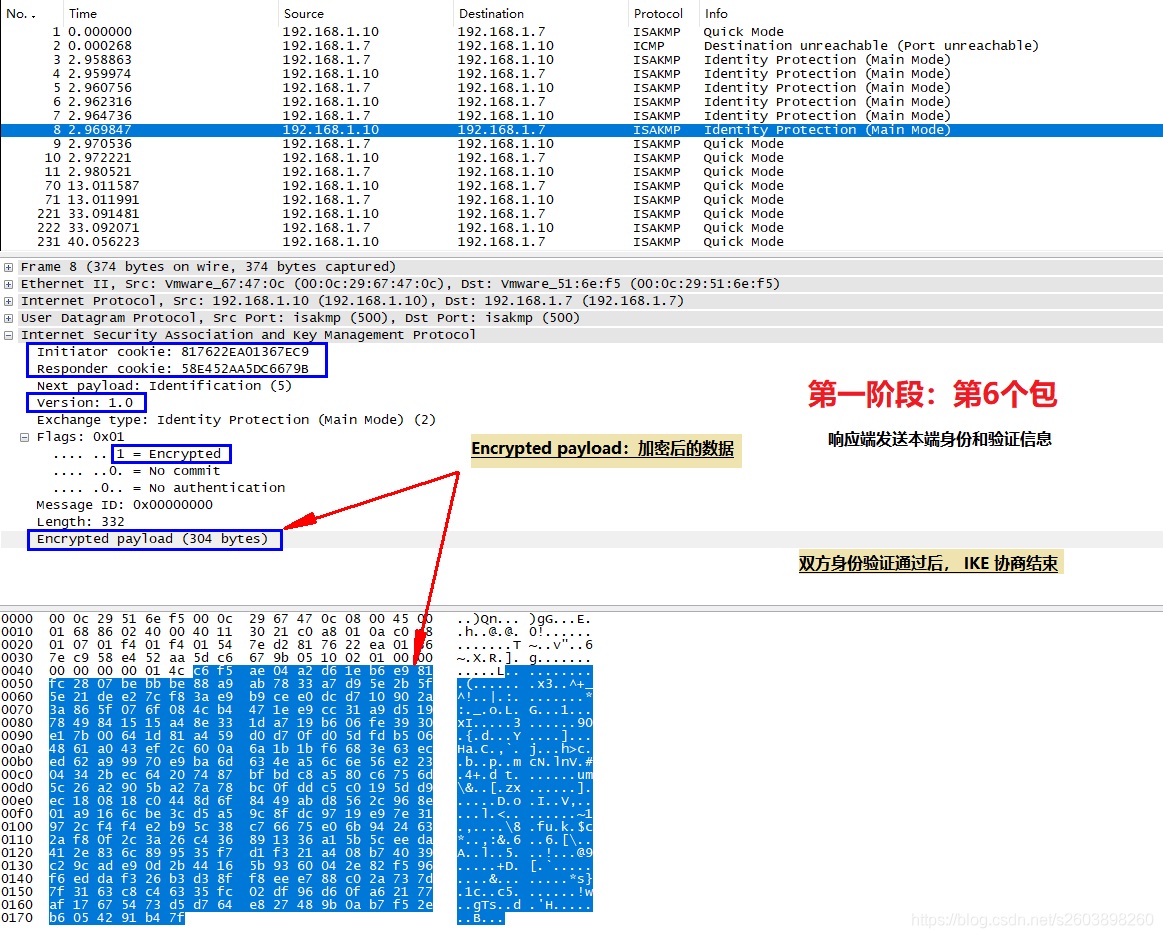 No. . Time Source Destination Protocol Info
1 0.000000 192.168.1.10 192.168.1.7 ISAKMP Quick Mode
2 0.000268 192.168.1.7 192.168.1.10 ICMP Destination unreachable (Port unreachable)
3 2.958863 192.168.1.7 192.168.1.10 ISAKMP Identity Protection (Main Mode)
4 2.959974 192.168.1.10 192.168.1.7 ISAKMP Identity Protection (Main Mode)
5 2.960756 192.168.1.7 192.168.1.10 ISAKMP Identity Protection (Main Mode)
6 2.962316 192.168.1.10 192.168.1.7 ISAKMP Identity Protection (Main Mode)
7 2.964736 192.168.1.7 192.168.1.10 ISAKMP Identity Protection (Main Mode)
8 2.969847 192.168.1.10 192.168.1.7 ISAKMP Identity Protection (Main Mode)
9 2.970536 192.168.1.7 192.168.1.10 ISAKMP Quick Mode
10 2.972221 192.168.1.10 192.168.1.7 ISAKMP Quick Mode
11 2.980521 192.168.1.7 192.168.1.10 ISAKMP Quick Mode
70 13.011587 192.168.1.10 192.168.1.7 ISAKMP Quick Mode
71 13.011991 192.168.1.7 192.168.1.10 ISAKMP Quick Mode
221 33.091481 192.168.1.10 192.168.1.7 ISAKMP Quick Mode
222 33.092071 192.168.1.7 192.168.1.10 ISAKMP Quick Mode
231 40.056223 192.168.1.10 192.168.1.7 ISAKMP Quick Mode
Frame 8 (374 bytes on wire, 374 bytes captured)
Ethernet II, Src: Vmware_67:47:0c (00:0c:29:67:47:0c), Dst: Vmware_51:6e:f5 (00:0c:29:51:6e:f5)
Internet Protocol, Src: 192.168.1.10 (192.168.1.10), Dst: 192.168.1.7 (192.168.1.7)
User Datagram Protocol, Src Port: isakmp (500), Dst Port: isakmp (500)
Internet Security Association and Key Management Protocol
Initiator cookie: 817622EA01367EC9
Responder cookie: 58E452AA5DC6679B
Next payload: Identification (5)
Version: 1.0
Exchange type: Identity Protection (Main Mode) (2)
Flags: 0x01
.... ...1 = Encrypted
.... ..0. = No commit
.... .0.. = No authentication
Message ID: 0x00000000
Length: 332
Encrypted payload (304 bytes)
第一阶段：第6个包
响应端发送本端身份和验证信息
Encrypted payload：加密后的数据
双方身份验证通过后， IKE 协商结束
0000 00 0c 29 51 6e f5 00 0c 29 67 47 0c 08 00 45 00 ..)Qn... )gG...E.
0010 01 68 86 02 40 00 40 11 30 21 c0 a8 01 0a c0 a8 .h..@.@. 0!......
0020 01 07 01 f4 01 f4 01 54 7e d2 81 76 22 ea 01 36 .......T ~..v"..6
0030 7e c9 58 e4 52 aa 5d c6 67 9b 05 10 02 01 00 00 ~.X.R.]. g.......
0040 00 00 00 00 01 4c c6 f5 ae 04 a2 d6 1e b6 e9 81 .....L.. ........
0050 fc 28 07 be bb be 88 a9 ab 78 33 a7 d9 5e 2b 5f .(...... .x3..^+_
0060 5e 21 de e2 7c f8 3a e9 b9 ce e0 dc d7 10 90 2a ^!..|.:. .......*
0070 3a 86 5f 07 6f 08 4c b4 47 1e e9 cc 31 a9 d5 19 :._.o.L. G...1...
0080 78 49 84 15 15 a4 8e 33 1d a7 19 b6 06 fe 39 30 xI.....3 ......90
0090 e1 7b 00 64 1d 81 a4 59 d0 d7 0f d0 5d fd b5 06 .{.d...Y ....]...
00a0 48 61 a0 43 ef 2c 60 0a 6a 1b 1b f6 68 3e 63 ec Ha.C.,`. j...h>c.
00b0 ed 62 a9 99 70 e9 ba 6d 63 4e a5 6c 6e 56 e2 23 .b..p..m cN.lnV.#
00c0 04 34 2b ec 64 20 74 87 bf bd c8 a5 80 c6 75 6d .4+.d t. ......um
00d0 5c 26 a2 90 5b a2 7a 78 bc 0f dd c5 c0 19 5d d9 \&..[.zx ......].
00e0 ec 18 08 18 c0 44 8d 6f 84 49 ab d8 56 2c 96 8e .....D.o .I..V,..
00f0 01 a9 16 6c be 3c d5 a5 9c 8f dc 97 19 e9 7e 31 ...l.<.. ......~1
0100 97 2c f4 f4 e2 b9 5c 38 c7 66 75 e0 6b 94 24 63 .,....\8 .fu.k.$c
0110 2a f8 0f 2c 3a 26 c4 36 89 13 36 a1 5b 5c ee da *..,:&.6 ..6.[\..
0120 41 2e 83 6c 89 95 35 f7 d1 f3 21 a4 08 b7 40 39 A..l..5. ..!...@9
0130 c2 9c ad e9 0d 2b 44 16 5b 93 60 04 2e 82 f5 96 .....+D. [.`.....
0140 f6 ed da f3 26 b3 d3 8f f8 ee e7 88 c0 2a 73 7d ....&... .....*s}
0150 7f 31 63 c8 c4 63 35 fc 02 df 96 d6 0f a6 21 77 .1c..c5. ......!w
0160 af 17 67 54 73 d5 d7 64 e8 27 48 9b 0a b7 f5 2e ..gTs..d .'H.....
0170 b6 05 42 91 b4 7f ..B...
https://blog.csdn.net/s2603898260